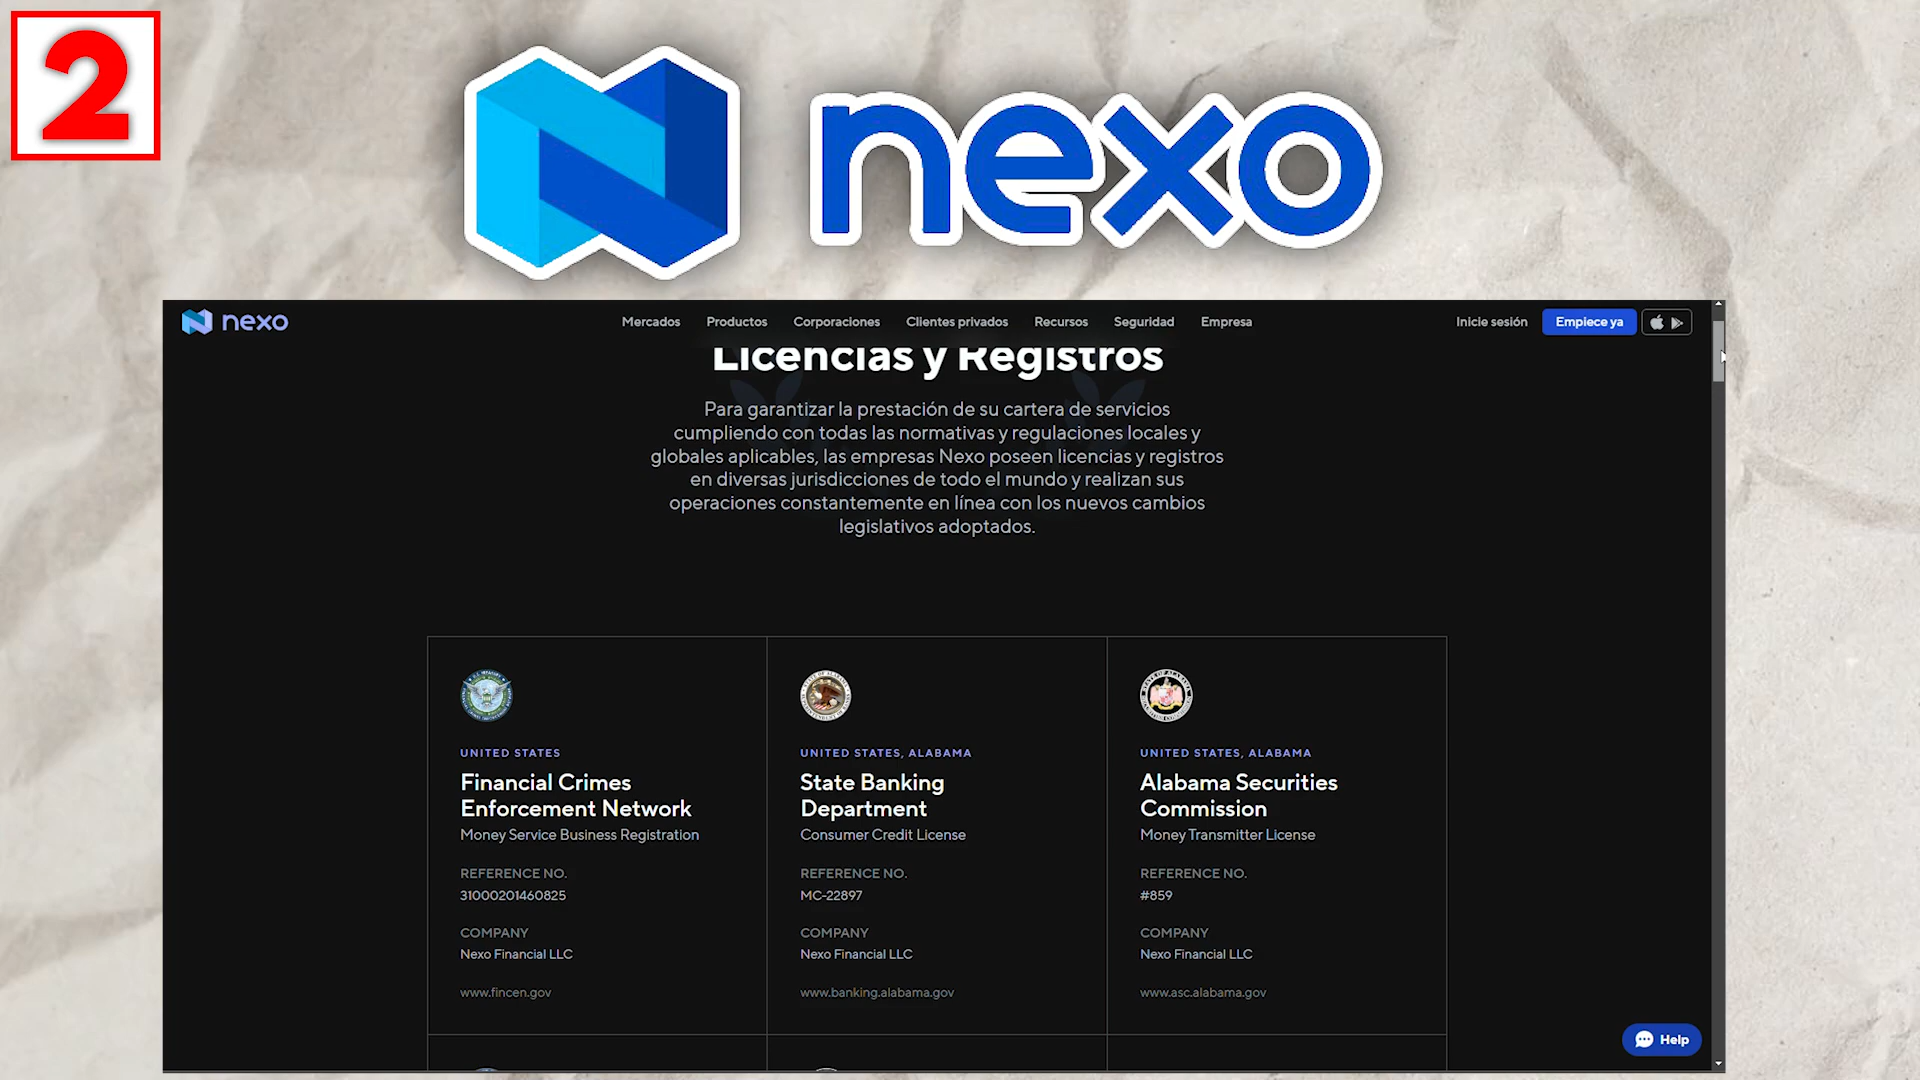 2
nexo
nexo
Mercados
Productos
Corporaciones
Clientes privados
Recursos
Seguridad
Empresa
Inicie sesión
Empiece ya
Licencias y Registros
Para garantizar la prestación de su cartera de servicios
cumpliendo con todas las normativas y regulaciones locales y
globales aplicables, las empresas Nexo poseen licencias y registros
en diversas jurisdicciones de todo el mundo y realizan sus
operaciones constantemente en línea con los nuevos cambios
legislativos adoptados.
UNITED STATES
Financial Crimes
Enforcement Network
Money Service Business Registration
REFERENCE NO.
31000201460825
COMPANY
Nexo Financial LLC
www.fincen.gov
UNITED STATES, ALABAMA
State Banking
Department
Consumer Credit License
REFERENCE NO.
MC-22897
COMPANY
Nexo Financial LLC
www.banking.alabama.gov
UNITED STATES, ALABAMA
Alabama Securities
Commission
Money Transmitter License
REFERENCE NO.
#859
COMPANY
Nexo Financial LLC
www.asc.alabama.gov
Help